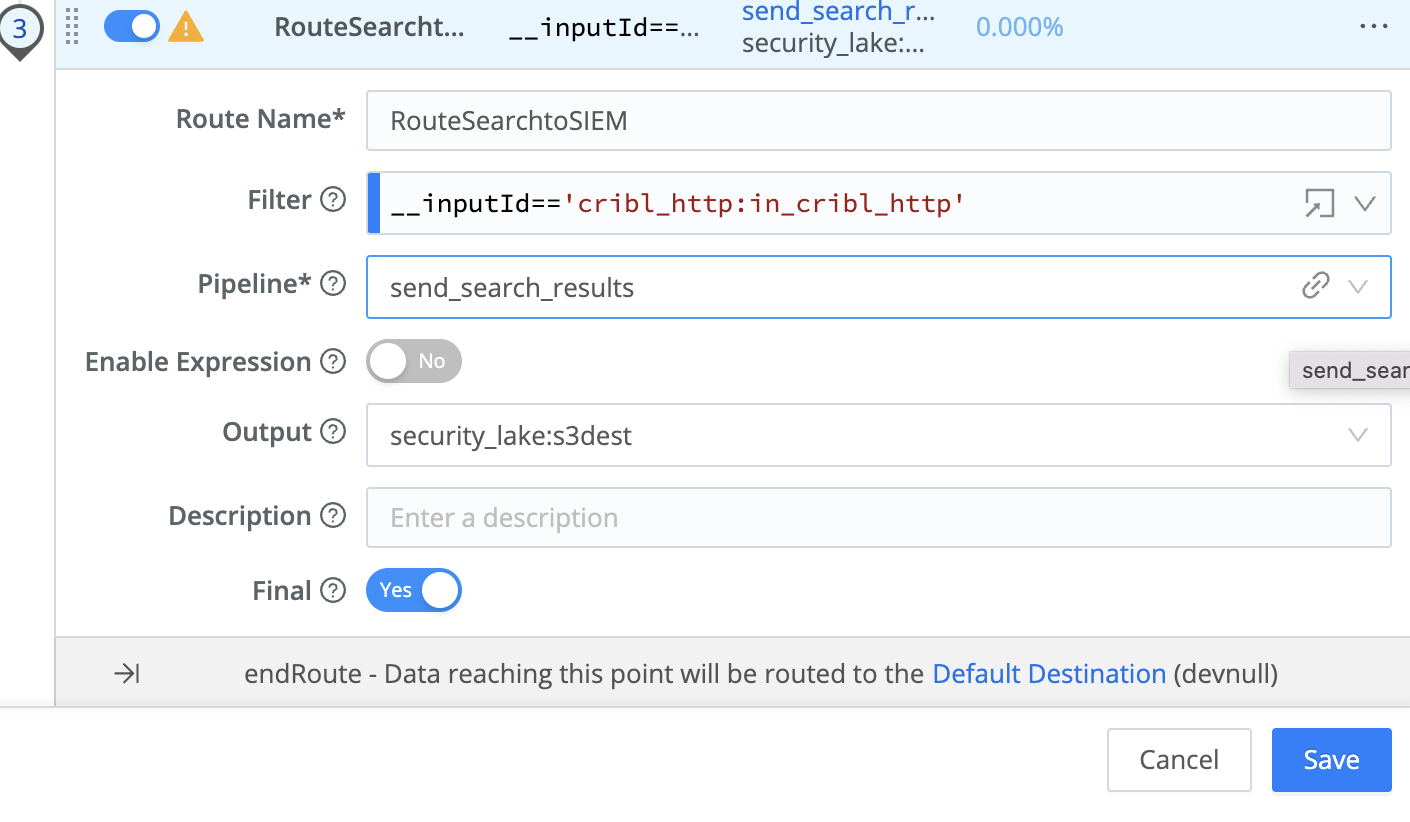 3
RouteSearcht...
__inputId==...
send_search_r...
security_lake:...
0.000%
...
Route Name*
RouteSearchtoSIEM
Filter ?
__inputId=='cribl_http:in_cribl_http'
Pipeline* ?
send_search_results
Enable Expression ?
No
send_sear
Output ?
security_lake:s3dest
Description ?
Enter a description
Final ?
Yes
endRoute - Data reaching this point will be routed to the Default Destination (devnull)
Cancel
Save